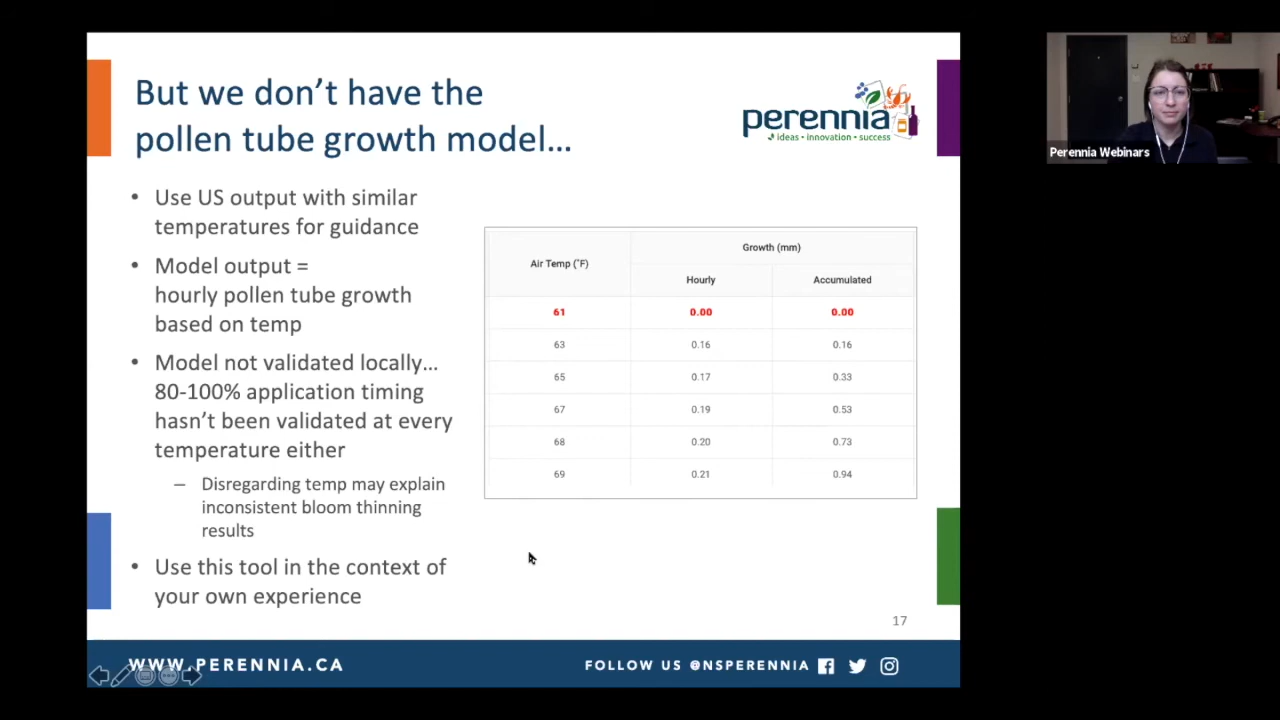 But we don't have the
pollen tube growth model...
perennia
ideas • innovation • success
Perennia Webinars
• Use US output with similar
temperatures for guidance
• Model output =
hourly pollen tube growth
based on temp
• Model not validated locally...
80-100% application timing
hasn't been validated at every
temperature either
– Disregarding temp may explain
inconsistent bloom thinning
results
• Use this tool in the context of
your own experience
Air Temp (°F) Growth (mm)
Hourly Accumulated
61 0.00 0.00
63 0.16 0.16
65 0.17 0.33
67 0.19 0.53
68 0.20 0.73
69 0.21 0.94
17
WWW.PERENNIA.CA
FOLLOW US @NSPERENNIA